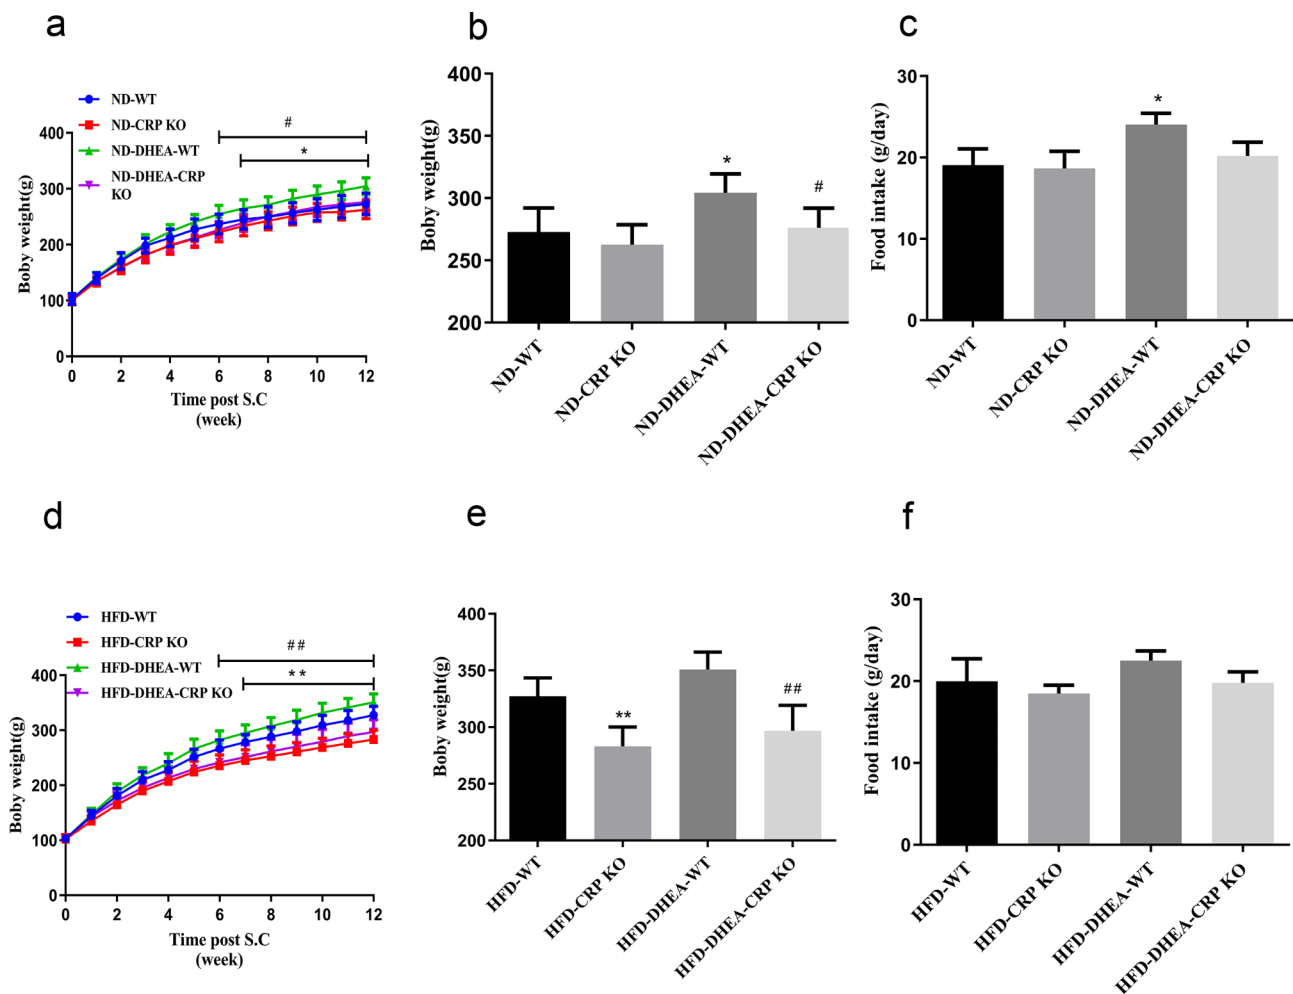 a
ND-WT
ND-CRP KO
ND-DHEA-WT
ND-DHEA-CRP
KO
#
*
400
300
200
100
0
Boby weight(g)
0 2 4 6 8 10 12
Time post S.C
(week)
b
400
350
300
250
200
Boby weight(g)
*
#
ND-WT
ND-CRP KO
ND-DHEA-WT
ND-DHEA-CRP KO
c
30
20
10
0
Food intake (g/day)
*
ND-WT
ND-CRP KO
ND-DHEA-WT
ND-DHEA-CRP KO
d
HFD-WT
HFD-CRP KO
HFD-DHEA-WT
HFD-DHEA-CRP KO
##
**
400
300
200
100
0
Boby weight(g)
0 2 4 6 8 10 12
Time post S.C
(week)
e
400
350
300
250
200
Boby weight(g)
**
##
HFD-WT
HFD-CRP KO
HFD-DHEA-WT
HFD-DHEA-CRP KO
f
30
20
10
0
Food intake (g/day)
HFD-WT
HFD-CRP KO
HFD-DHEA-WT
HFD-DHEA-CRP KO